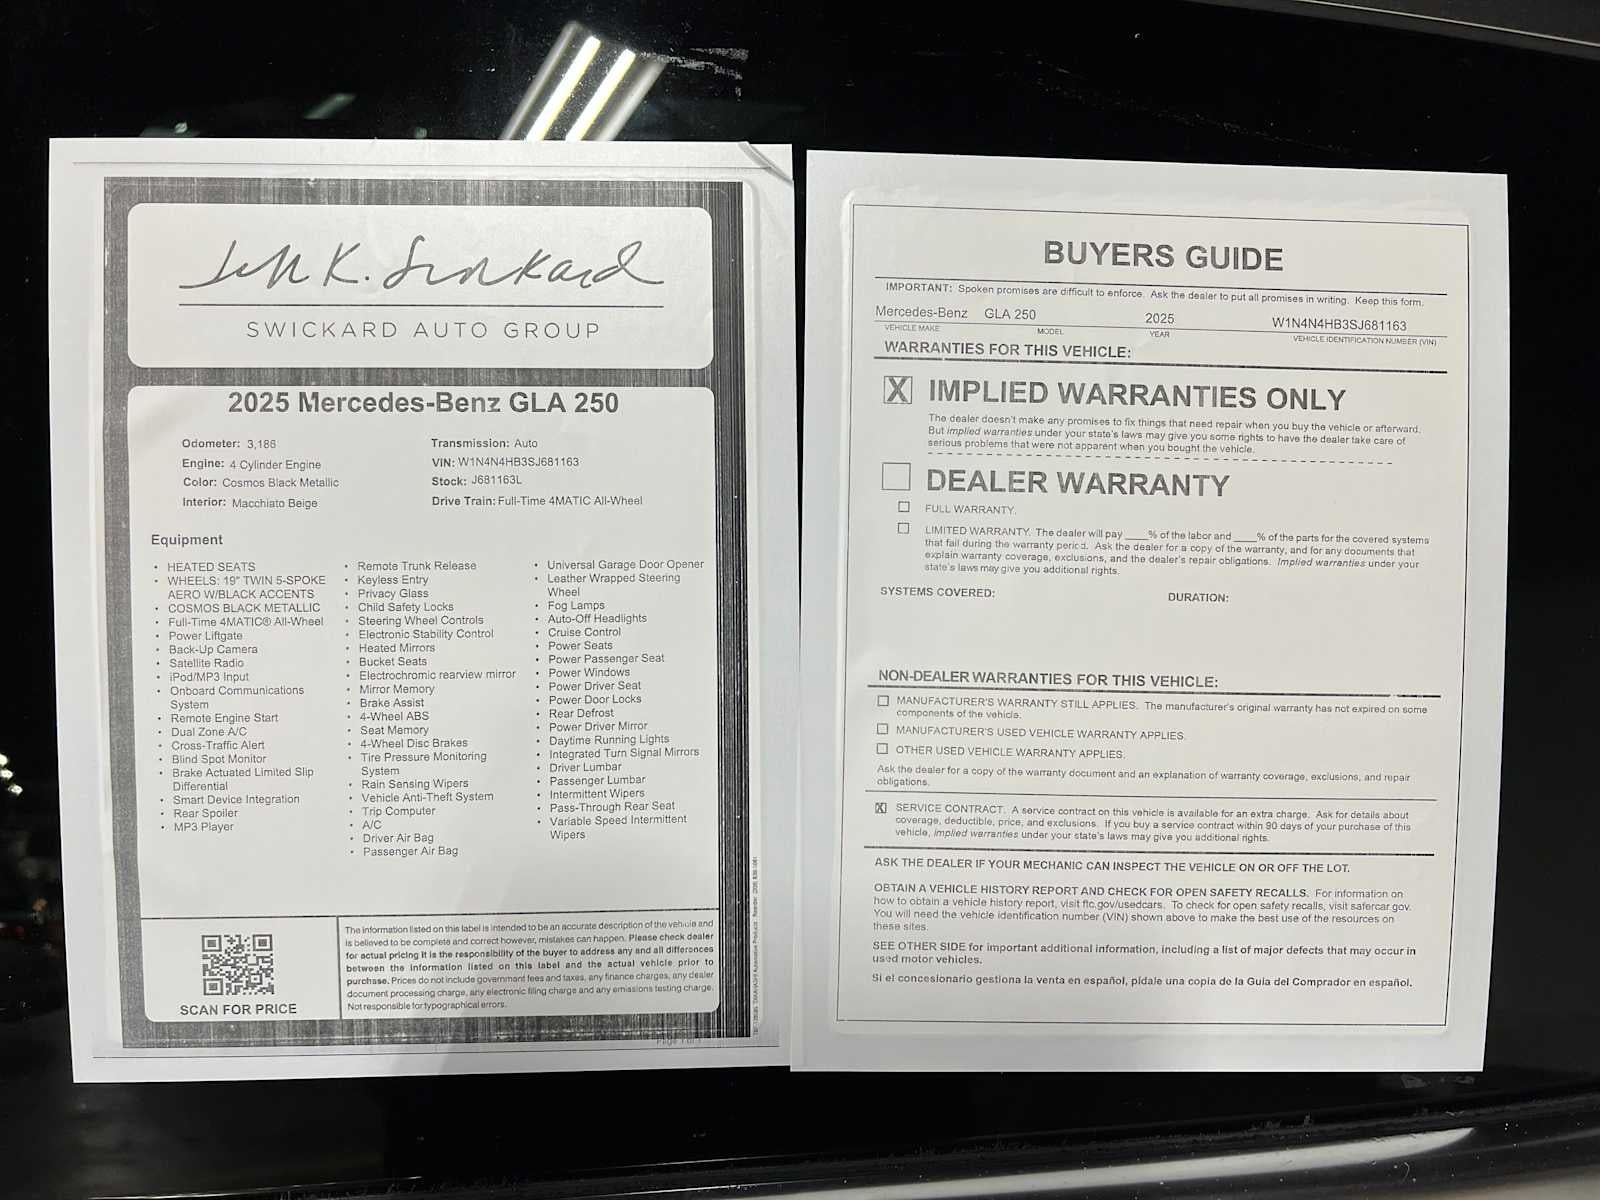 Jeff K. Swickard
SWICKARD AUTO GROUP
2025 Mercedes-Benz GLA 250
Odometer: 3,186
Engine: 4 Cylinder Engine
Color: Cosmos Black Metallic
Interior: Macchiato Beige
Transmission: Auto
VIN: W1N4N4HB3SJ681163
Stock: J681163L
Drive Train: Full-Time 4MATIC All-Wheel
Equipment
• HEATED SEATS
• WHEELS: 19" TWIN 5-SPOKE
AERO W/BLACK ACCENTS
• COSMOS BLACK METALLIC
• Full-Time 4MATIC® All-Wheel
• Power Liftgate
• Back-Up Camera
• Satellite Radio
• iPod/MP3 Input
• Onboard Communications
System
• Remote Engine Start
• Dual Zone A/C
• Cross-Traffic Alert
• Blind Spot Monitor
• Brake Actuated Limited Slip
Differential
• Smart Device Integration
• Rear Spoiler
• MP3 Player
• Remote Trunk Release
• Keyless Entry
• Privacy Glass
• Child Safety Locks
• Steering Wheel Controls
• Electronic Stability Control
• Heated Mirrors
• Bucket Seats
• Electrochromic rearview mirror
• Mirror Memory
• Brake Assist
• 4-Wheel ABS
• Seat Memory
• 4-Wheel Disc Brakes
• Tire Pressure Monitoring
System
• Rain Sensing Wipers
• Vehicle Anti-Theft System
• Trip Computer
• A/C
• Driver Air Bag
• Passenger Air Bag
• Universal Garage Door Opener
• Leather Wrapped Steering
Wheel
• Fog Lamps
• Auto-Off Headlights
• Cruise Control
• Power Seats
• Power Passenger Seat
• Power Windows
• Power Driver Seat
• Power Door Locks
• Rear Defrost
• Power Driver Mirror
• Daytime Running Lights
• Integrated Turn Signal Mirrors
• Driver Lumbar
• Passenger Lumbar
• Intermittent Wipers
• Pass-Through Rear Seat
• Variable Speed Intermittent
Wipers
SCAN FOR PRICE
The information listed on this label is intended to be an accurate description of the vehicle and
is believed to be complete and correct however, mistakes can happen. Please check dealer
for actual pricing it is the responsibility of the buyer to address any and all differences
between the information listed on this label and the actual vehicle prior to
purchase. Prices do not include government fees and taxes, any finance charges, any dealer
document processing charge, any electronic filing charge and any emissions testing charge.
Not responsible for typographical errors.
Page 1 of 1
BUYERS GUIDE
IMPORTANT: Spoken promises are difficult to enforce. Ask the dealer to put all promises in writing. Keep this form.
Mercedes-Benz GLA 250 2025 W1N4N4HB3SJ681163
VEHICLE MAKE MODEL YEAR VEHICLE IDENTIFICATION NUMBER (VIN)
WARRANTIES FOR THIS VEHICLE:
X IMPLIED WARRANTIES ONLY
The dealer doesn't make any promises to fix things that need repair when you buy the vehicle or afterward.
But implied warranties under your state's laws may give you some rights to have the dealer take care of
serious problems that were not apparent when you bought the vehicle.
DEALER WARRANTY
FULL WARRANTY.
LIMITED WARRANTY. The dealer will pay ____% of the labor and ____% of the parts for the covered systems
that fail during the warranty period. Ask the dealer for a copy of the warranty, and for any documents that
explain warranty coverage, exclusions, and the dealer's repair obligations. Implied warranties under your
state's laws may give you additional rights.
SYSTEMS COVERED: DURATION:
NON-DEALER WARRANTIES FOR THIS VEHICLE:
MANUFACTURER'S WARRANTY STILL APPLIES. The manufacturer's original warranty has not expired on some
components of the vehicle.
MANUFACTURER'S USED VEHICLE WARRANTY APPLIES.
OTHER USED VEHICLE WARRANTY APPLIES.
Ask the dealer for a copy of the warranty document and an explanation of warranty coverage, exclusions, and repair
obligations.
X SERVICE CONTRACT. A service contract on this vehicle is available for an extra charge. Ask for details about
coverage, deductible, price, and exclusions. If you buy a service contract within 90 days of your purchase of this
vehicle, implied warranties under your state's laws may give you additional rights.
ASK THE DEALER IF YOUR MECHANIC CAN INSPECT THE VEHICLE ON OR OFF THE LOT.
OBTAIN A VEHICLE HISTORY REPORT AND CHECK FOR OPEN SAFETY RECALLS. For information on
how to obtain a vehicle history report, visit ftc.gov/usedcars. To check for open safety recalls, visit safercar.gov.
You will need the vehicle identification number (VIN) shown above to make the best use of the resources on
these sites.
SEE OTHER SIDE for important additional information, including a list of major defects that may occur in
used motor vehicles.
Si el concesionario gestiona la venta en español, pídale una copia de la Guía del Comprador en español.